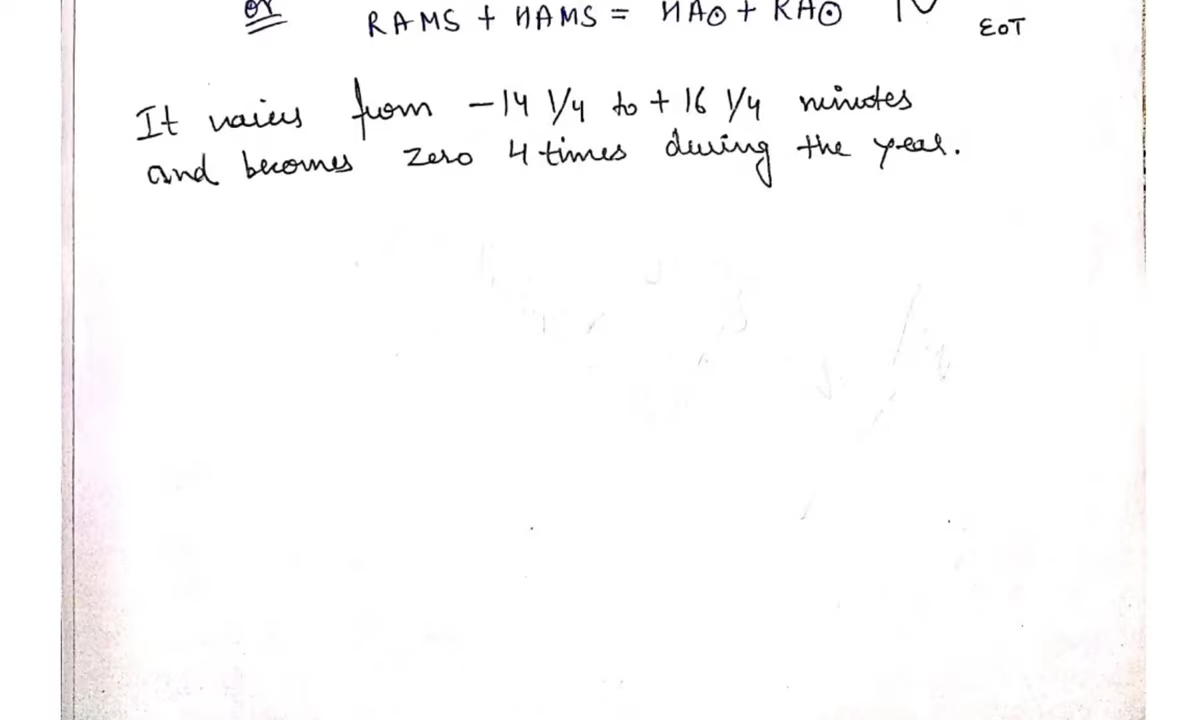 or
RAMS + HAMS = HA☉ + RA☉
EOT
It varies from -14 1/4 to + 16 1/4 minutes
and becomes zero 4 times during the year.